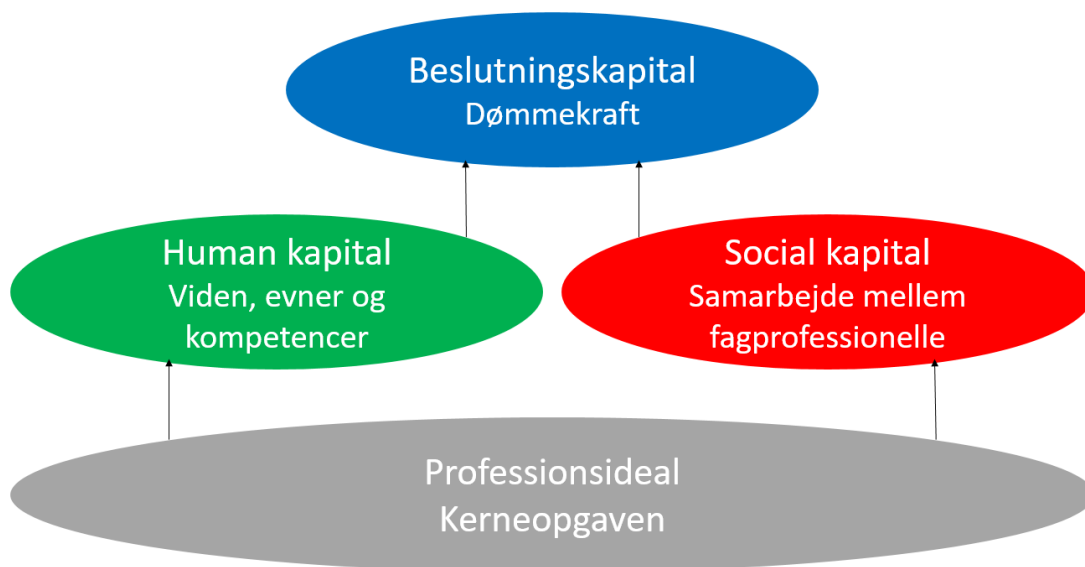 Beslutningskapital
Dømmekraft
Human kapital
Viden, evner og
kompetencer
Social kapital
Samarbejde mellem
fagprofessionelle
Professionsideal
Kerneopgaven